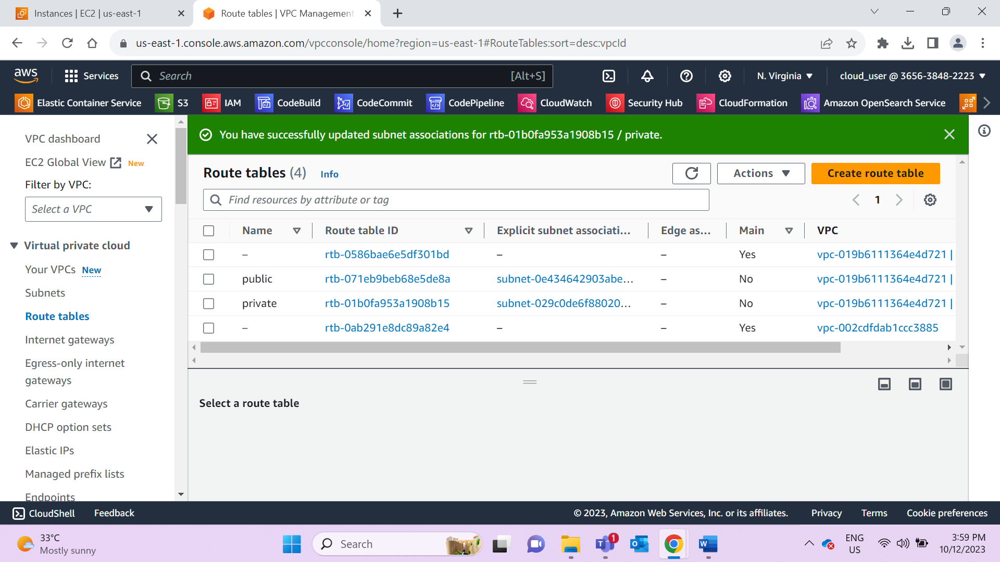 Instances | EC2 | us-east-1
Route tables | VPC Management
us-east-1.console.aws.amazon.com/vpcconsole/home?region=us-east-1#RouteTables:sort=desc:vpcId
aws
Services
Search
[Alt+S]
N. Virginia
cloud_user @ 3656-3848-2223
Elastic Container Service
S3
IAM
CodeBuild
CodeCommit
CodePipeline
CloudWatch
Security Hub
CloudFormation
Amazon OpenSearch Service
VPC dashboard
EC2 Global View New
Filter by VPC:
Select a VPC
Virtual private cloud
Your VPCs New
Subnets
Route tables
Internet gateways
Egress-only internet
gateways
Carrier gateways
DHCP option sets
Elastic IPs
Managed prefix lists
Endpoints
You have successfully updated subnet associations for rtb-01b0fa953a1908b15 / private.
Route tables (4) Info
Actions
Create route table
Find resources by attribute or tag
1
Name Route table ID Explicit subnet associati... Edge as... Main VPC
– rtb-0586bae6e5df301bd – – Yes vpc-019b6111364e4d721 |
public rtb-071eb9beb68e5de8a subnet-0e434642903abe... – No vpc-019b6111364e4d721 |
private rtb-01b0fa953a1908b15 subnet-029c0de6f88020... – No vpc-019b6111364e4d721 |
– rtb-0ab291e8dc89a82e4 – – Yes vpc-002cdfdab1ccc3885
Select a route table
CloudShell
Feedback
© 2023, Amazon Web Services, Inc. or its affiliates.
Privacy
Terms
Cookie preferences
33°C
Mostly sunny
Search
1
ENG
US
3:59 PM
10/12/2023